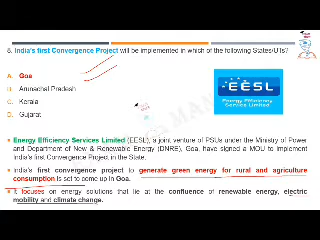 8. India's first Convergence Project will be implemented in which of the following States/UTs?
A. Goa
B. Arunachal Pradesh
C. Kerala
D. Gujarat
EESL
Energy Efficiency
Services Limited
Energy Efficiency Services Limited (EESL), a joint venture of PSUs under the Ministry of Power
and Department of New & Renewable Energy (DNRE), Goa, have signed a MOU to implement
India's first Convergence Project in the State.
India's first convergence project to generate green energy for rural and agriculture
consumption is set to come up in Goa.
It focuses on energy solutions that lie at the confluence of renewable energy, electric
mobility and climate change.